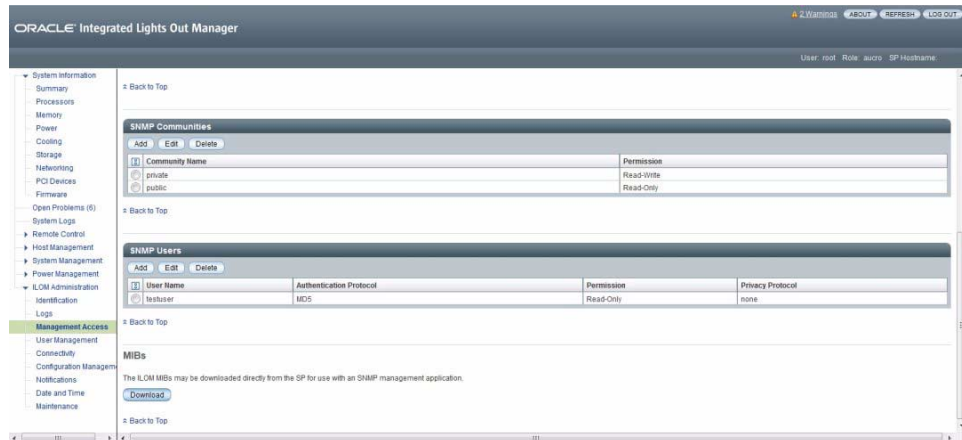 2 Warnings ABOUT REFRESH LOG OUT
ORACLE Integrated Lights Out Manager
User: root Role: aucro SP Hostname:
System Information
Summary
Processors
Memory
Power
Cooling
Storage
Networking
PCI Devices
Firmware
Open Problems (6)
System Logs
Remote Control
Host Management
System Management
Power Management
ILOM Administration
Identification
Logs
Management Access
User Management
Connectivity
Configuration Managem
Notifications
Date and Time
Maintenance
Back to Top
SNMP Communities
Add Edit Delete
Community Name Permission
private Read-Write
public Read-Only
Back to Top
SNMP Users
Add Edit Delete
User Name Authentication Protocol Permission Privacy Protocol
testuser MD5 Read-Only none
Back to Top
MIBs
The ILOM MIBs may be downloaded directly from the SP for use with an SNMP management application.
Download
Back to Top